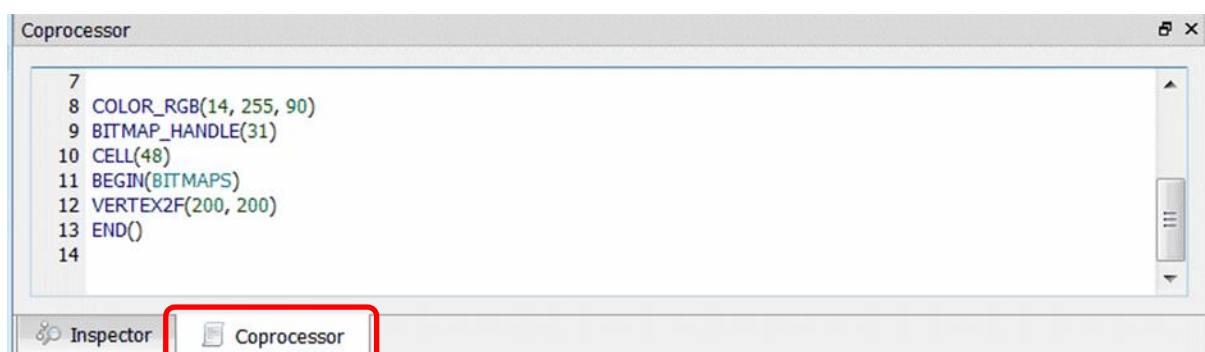 Coprocessor
7
8 COLOR_RGB(14, 255, 90)
9 BITMAP_HANDLE(31)
10 CELL(48)
11 BEGIN(BITMAPS)
12 VERTEX2F(200, 200)
13 END()
14
Inspector Coprocessor